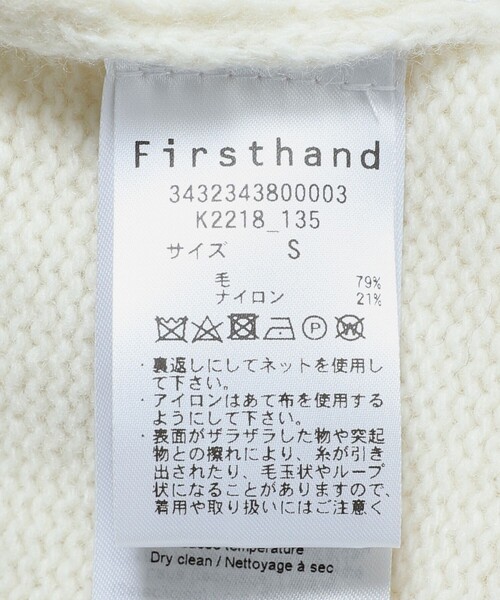 Firsthand
3432343800003
K2218_135
サイズ S
毛 79%
ナイロン 21%
・裏返しにしてネットを使用し
て下さい。
・アイロンはあて布を使用する
ようにして下さい。
・表面がザラザラした物や突起
物との擦れにより、糸が引き
出されたり、毛玉状やループ
状になることがありますので、
着用や取り扱いにはご注意く
temperature
Dry clean / Nettoyage à sec